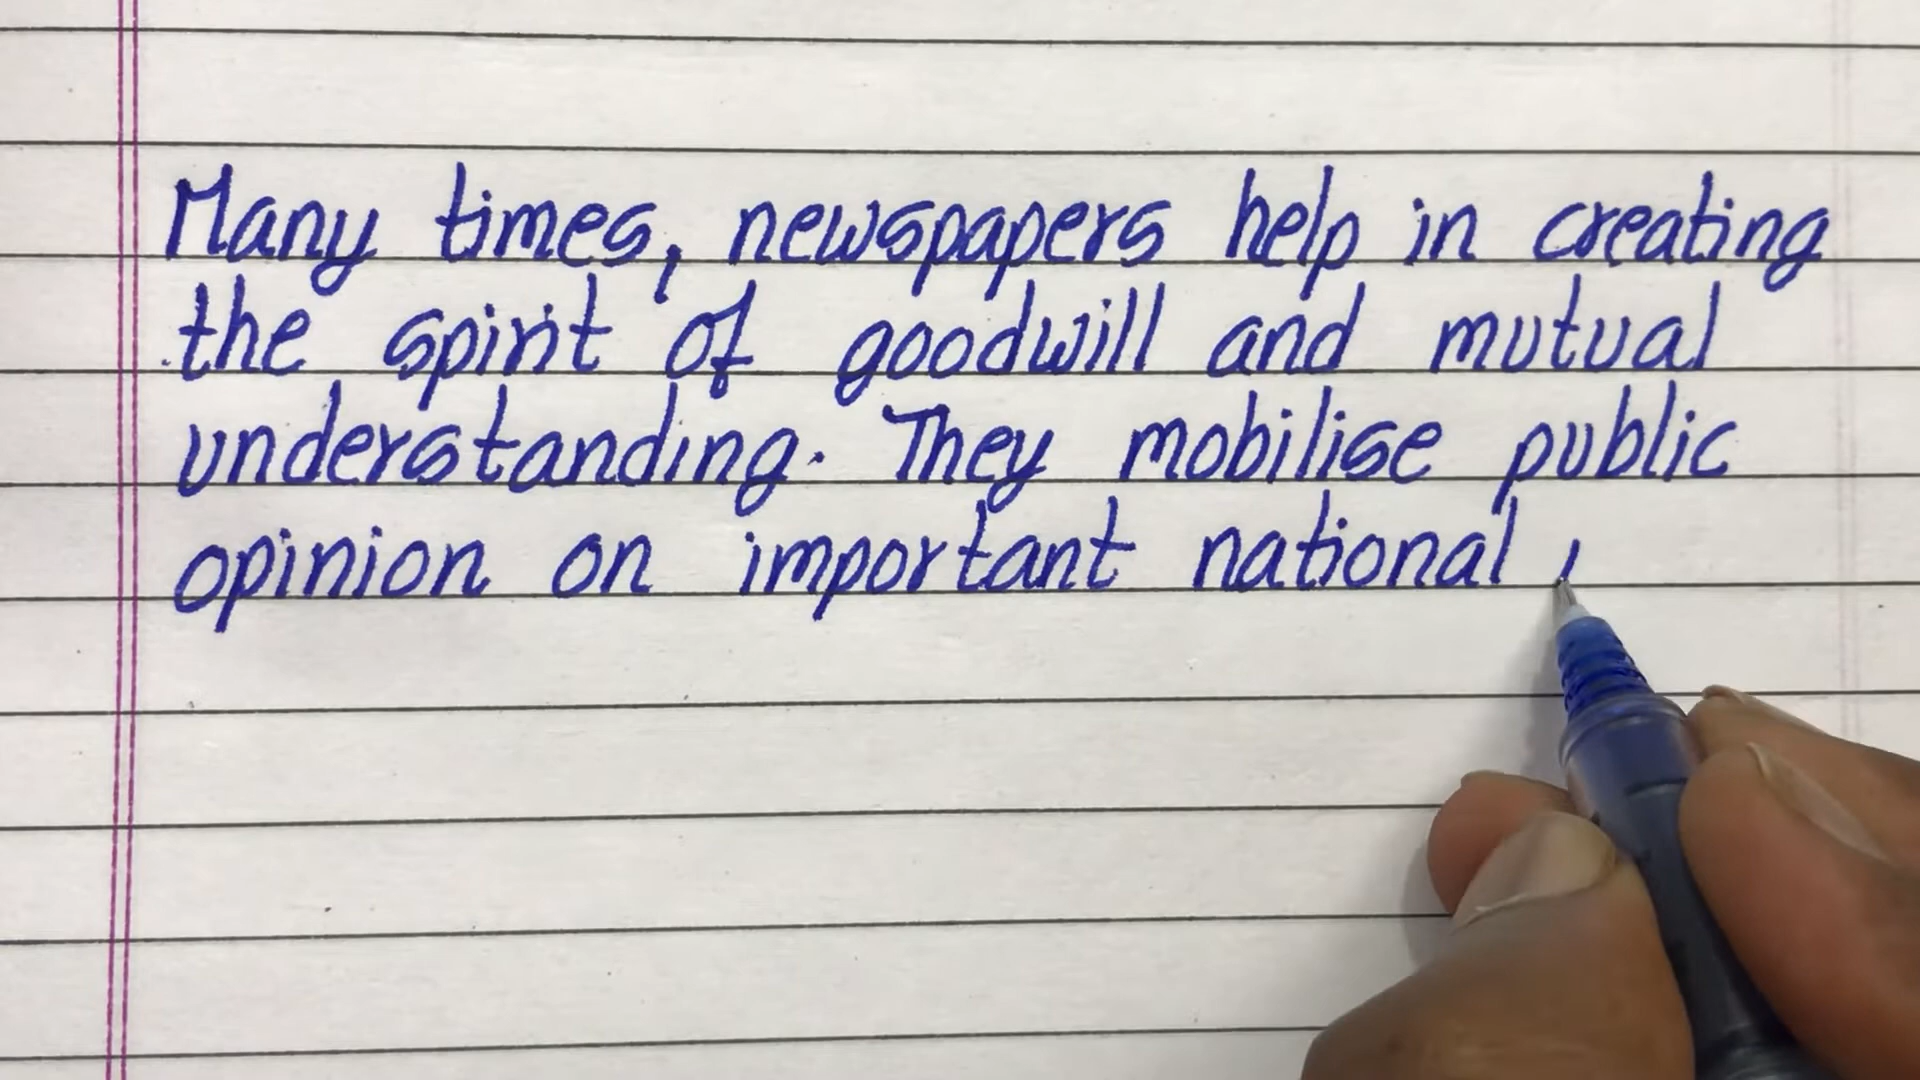 Many times, newspapers help in creating
the spirit of goodwill and mutual
understanding. They mobilise public
opinion on important national